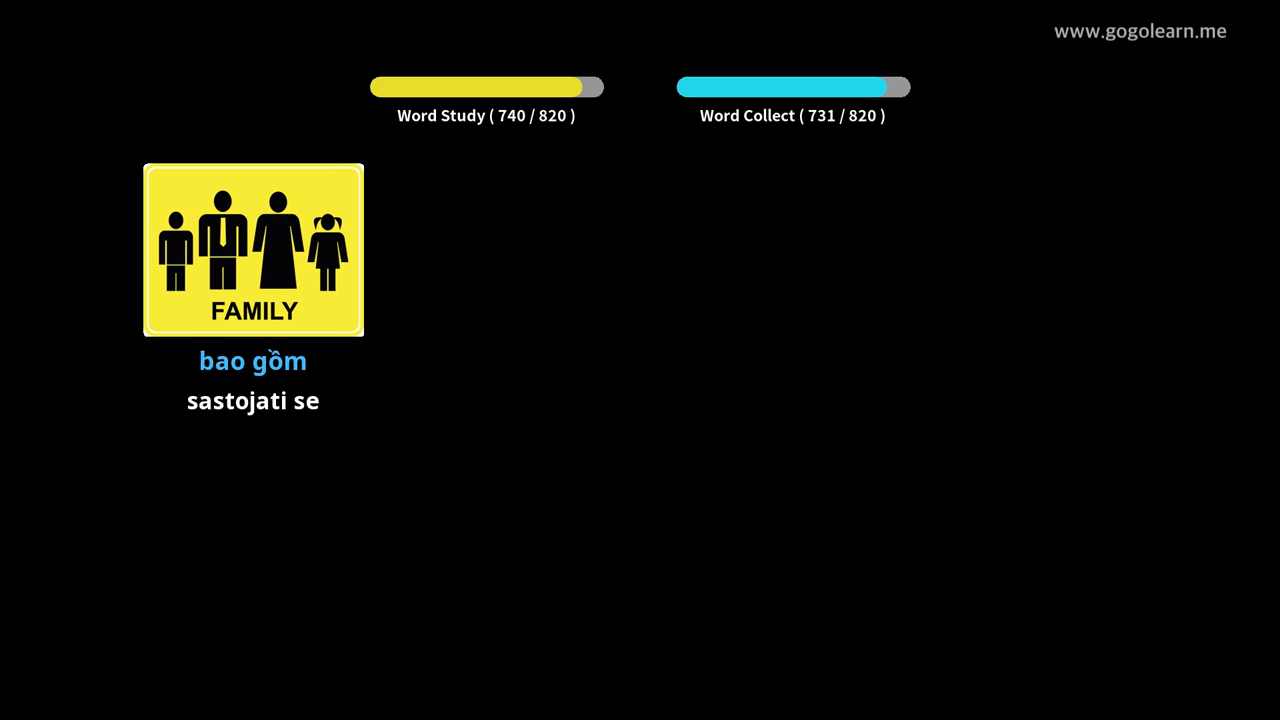 www.gogolearn.me
Word Study ( 740 / 820 )
Word Collect ( 731 / 820 )
FAMILY
bao gồm
sastojati se